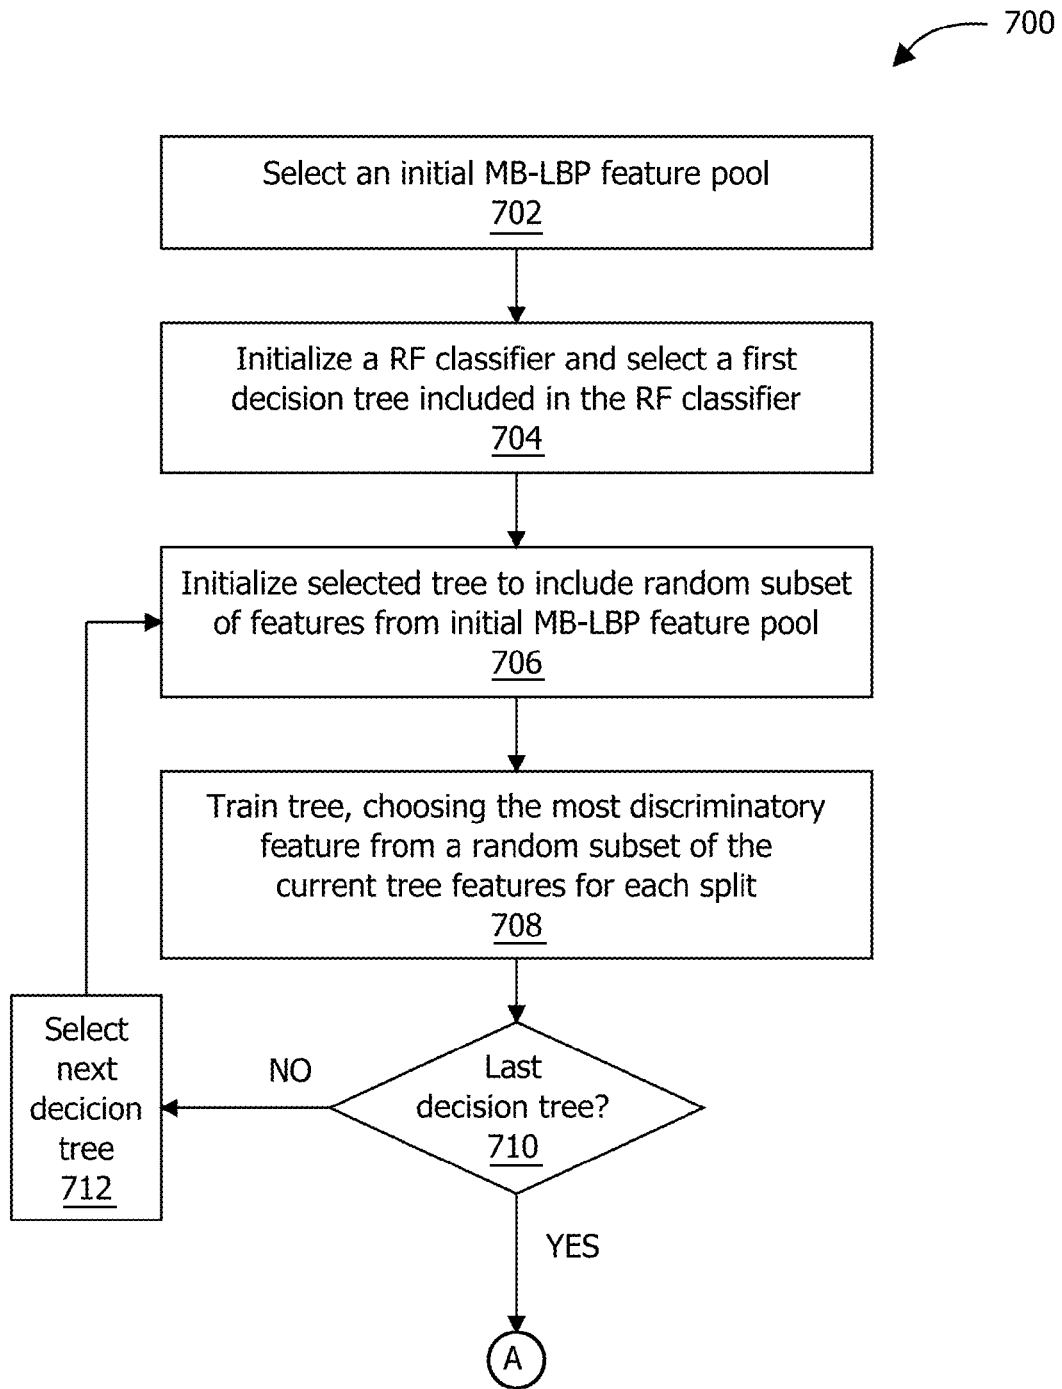 700
Select an initial MB-LBP feature pool
702
Initialize a RF classifier and select a first
decision tree included in the RF classifier
704
Initialize selected tree to include random subset
of features from initial MB-LBP feature pool
706
Train tree, choosing the most discriminatory
feature from a random subset of the
current tree features for each split
708
Select
next
decicion
tree
712
NO
Last
decision tree?
710
YES
A